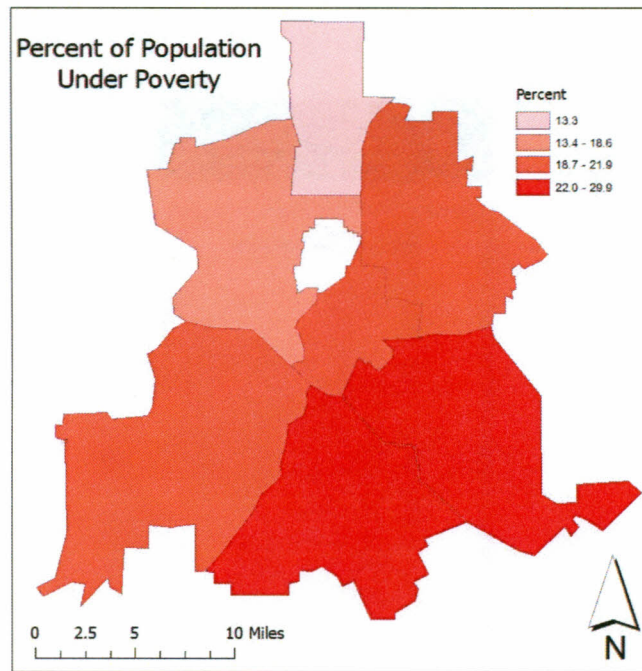 Percent of Population
Under Poverty
Percent
13.3
13.4 - 18.6
18.7 - 21.9
22.0 - 29.9
0 2.5 5 10 Miles
N